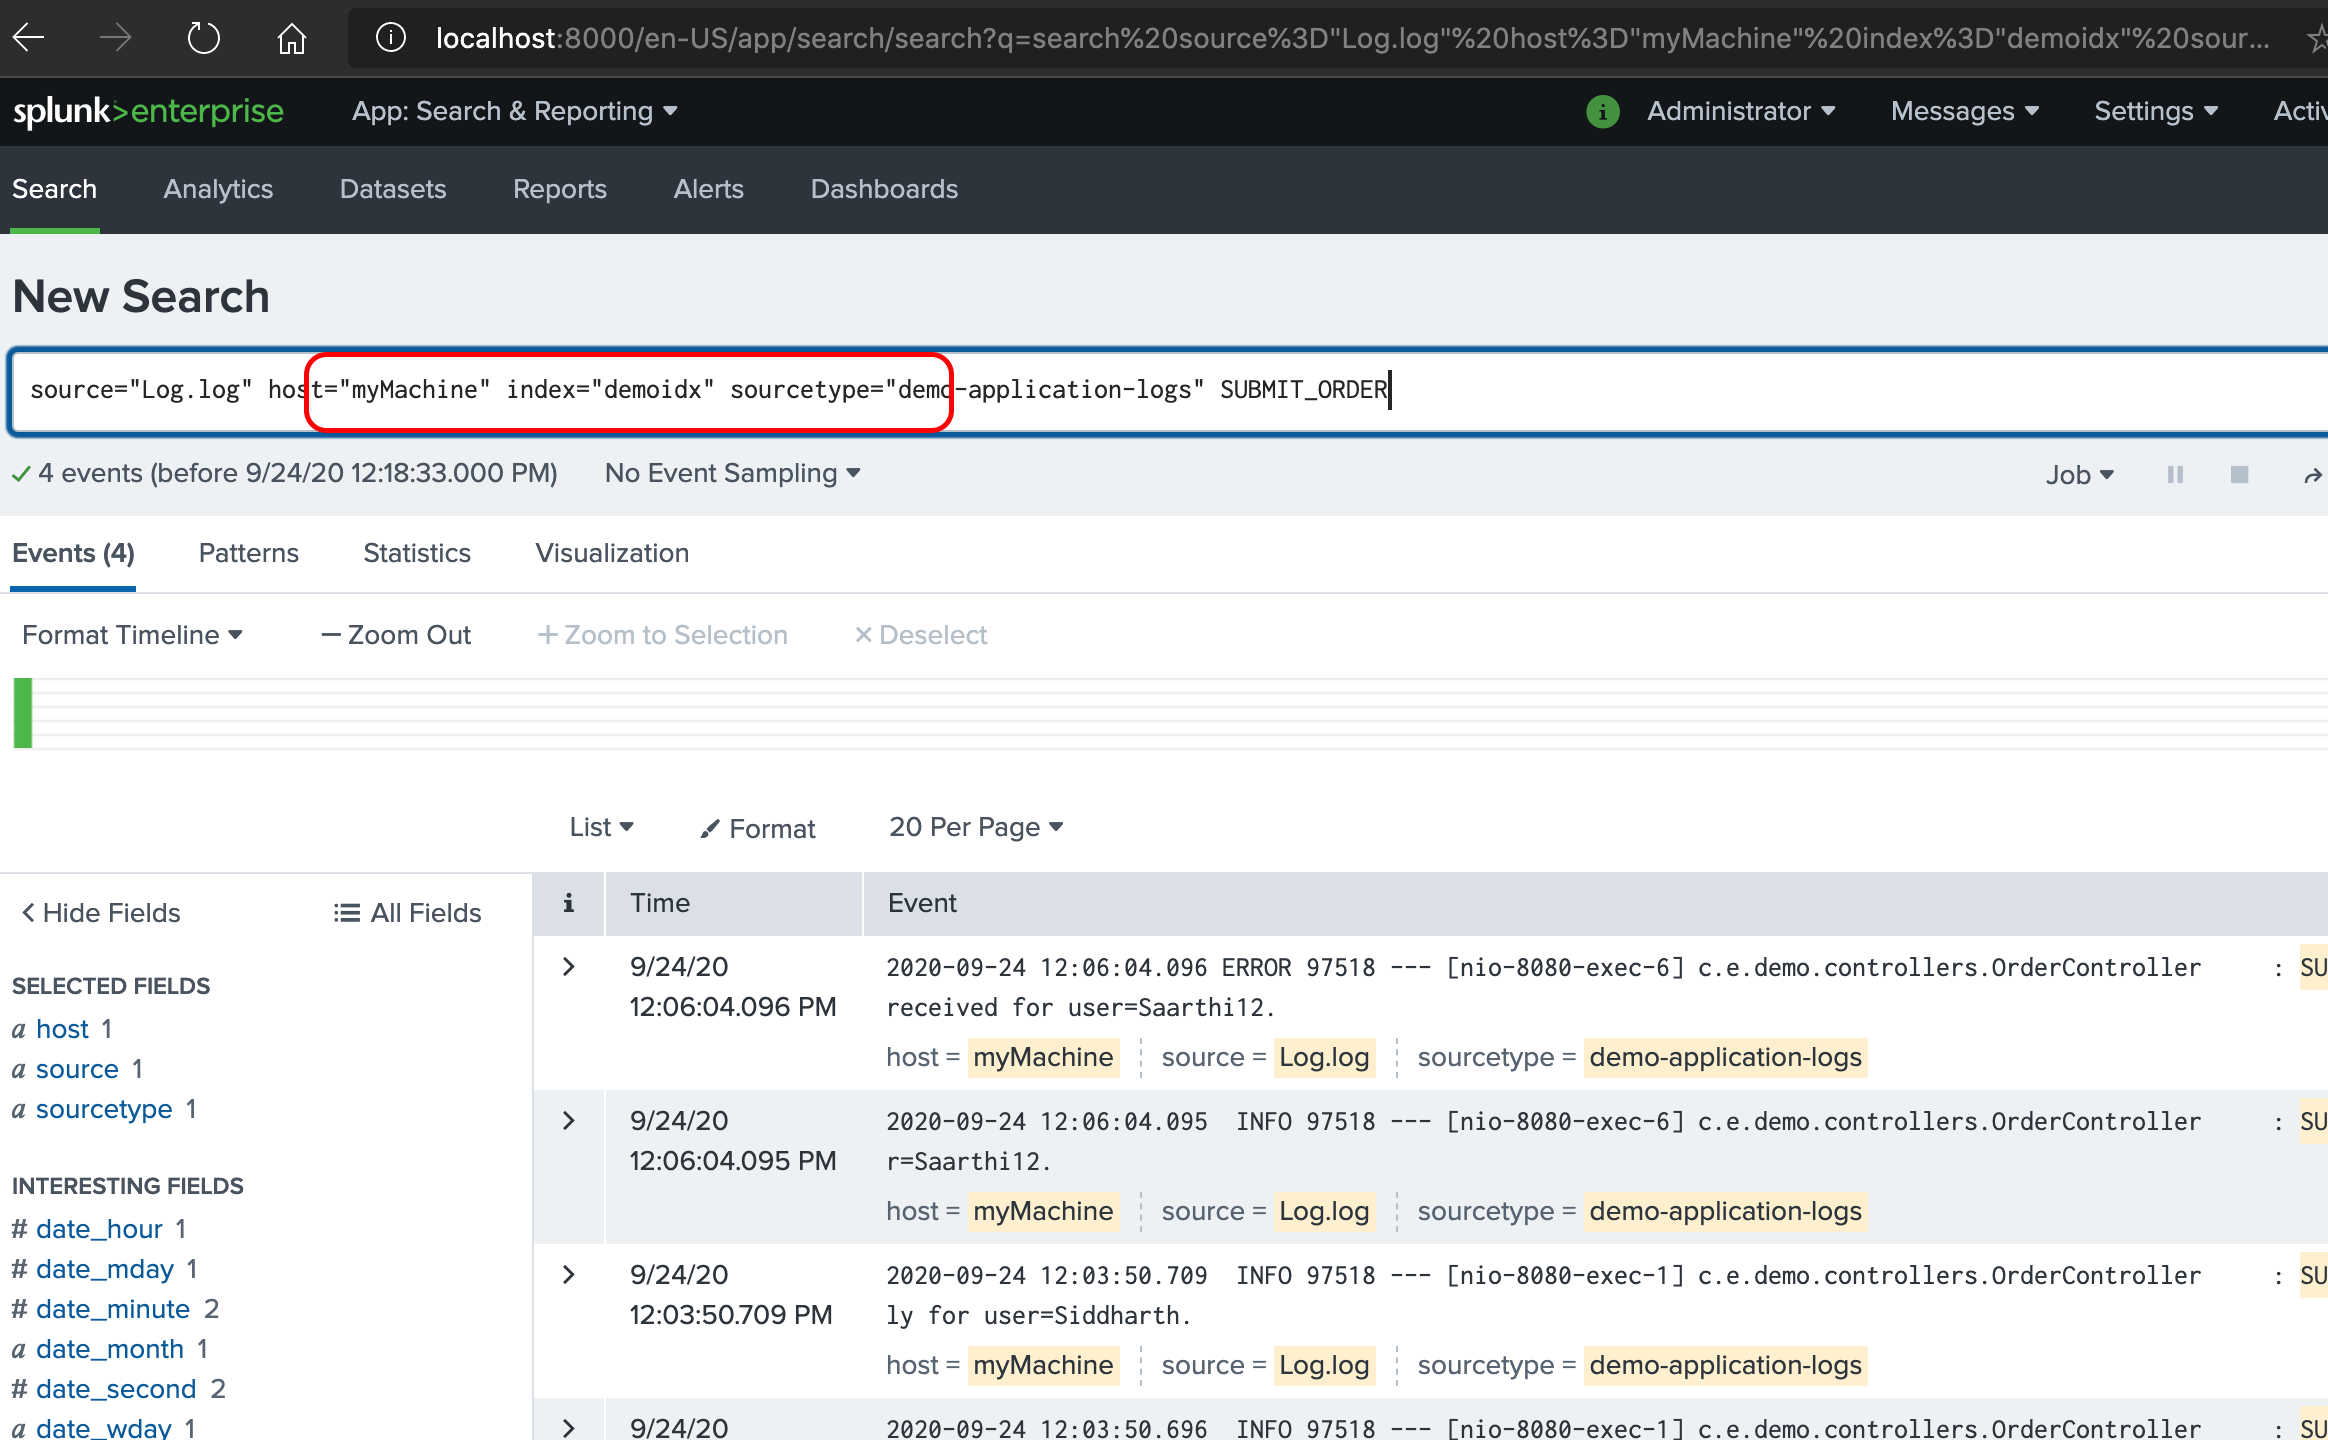 localhost:8000/en-US/app/search/search?q=search%20source%3D"Log.log"%20host%3D"myMachine"%20index%3D"demoidx"%20sour...
splunk>enterprise App: Search & Reporting i Administrator Messages Settings
Search Analytics Datasets Reports Alerts Dashboards
New Search
source="Log.log" host="myMachine" index="demoidx" sourcetype="demo-application-logs" SUBMIT_ORDER
4 events (before 9/24/20 12:18:33.000 PM) No Event Sampling Job
Events (4) Patterns Statistics Visualization
Format Timeline — Zoom Out + Zoom to Selection × Deselect
List Format 20 Per Page
< Hide Fields All Fields i Time Event
SELECTED FIELDS
a host 1
a source 1
a sourcetype 1
INTERESTING FIELDS
# date_hour 1
# date_mday 1
# date_minute 2
a date_month 1
# date_second 2
a date_wday 1
> 9/24/20 2020-09-24 12:06:04.096 ERROR 97518 --- [nio-8080-exec-6] c.e.demo.controllers.OrderController : SU
12:06:04.096 PM received for user=Saarthi12.
host = myMachine source = Log.log sourcetype = demo-application-logs
> 9/24/20 2020-09-24 12:06:04.095 INFO 97518 --- [nio-8080-exec-6] c.e.demo.controllers.OrderController : SU
12:06:04.095 PM r=Saarthi12.
host = myMachine source = Log.log sourcetype = demo-application-logs
> 9/24/20 2020-09-24 12:03:50.709 INFO 97518 --- [nio-8080-exec-1] c.e.demo.controllers.OrderController : SU
12:03:50.709 PM ly for user=Siddharth.
host = myMachine source = Log.log sourcetype = demo-application-logs
> 9/24/20 2020-09-24 12:03:50.696 INFO 97518 --- [nio-8080-exec-1] c.e.demo.controllers.OrderController : SU